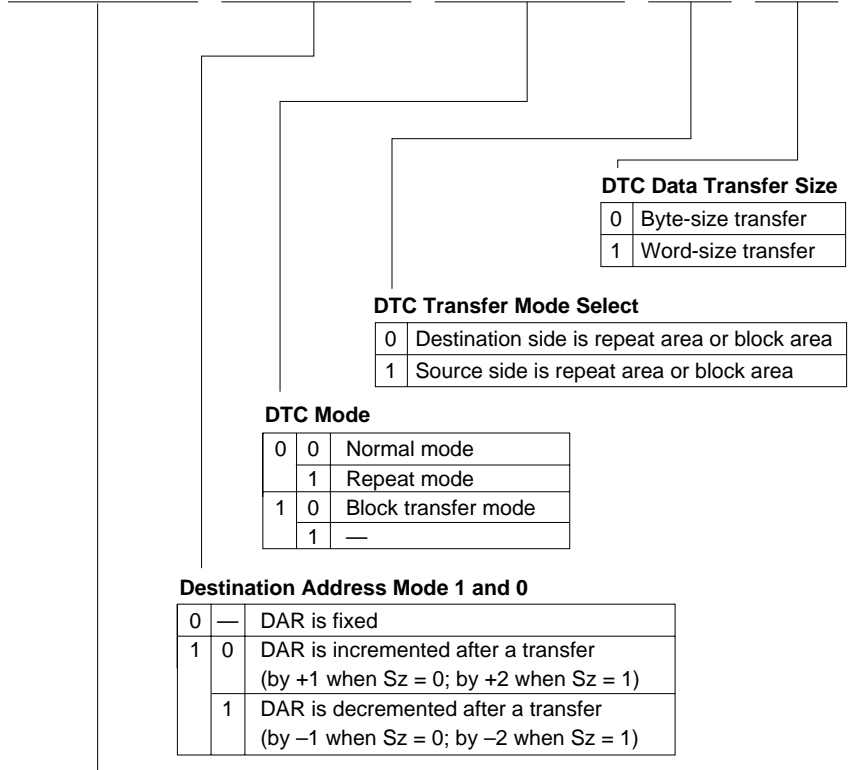 DTC Data Transfer Size
0 Byte-size transfer
1 Word-size transfer
DTC Transfer Mode Select
0 Destination side is repeat area or block area
1 Source side is repeat area or block area
DTC Mode
0 0 Normal mode
1 Repeat mode
1 0 Block transfer mode
1 —
Destination Address Mode 1 and 0
0 — DAR is fixed
1 0 DAR is incremented after a transfer
(by +1 when Sz = 0; by +2 when Sz = 1)
1 DAR is decremented after a transfer
(by –1 when Sz = 0; by –2 when Sz = 1)